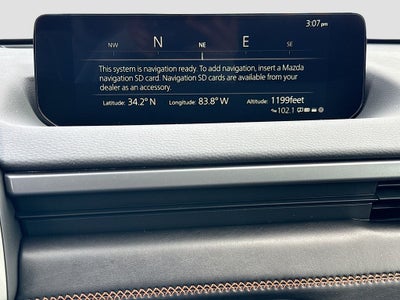 3:07 pm
NW N NE E SE
This system is navigation ready. To add navigation, insert a Mazda
navigation SD card. Navigation SD cards are available from your
dealer as an accessory.
Latitude: 34.2° N Longitude: 83.8° W Altitude: 1199feet
102.1